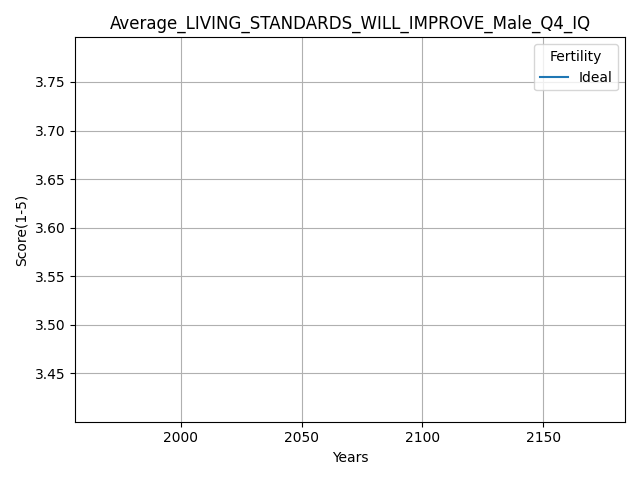 Average_LIVING_STANDARDS_WILL_IMPROVE_Male_Q4_IQ
Fertility
Ideal
3.75
3.70
3.65
3.60
3.55
3.50
3.45
Score(1-5)
2000 2050 2100 2150
Years